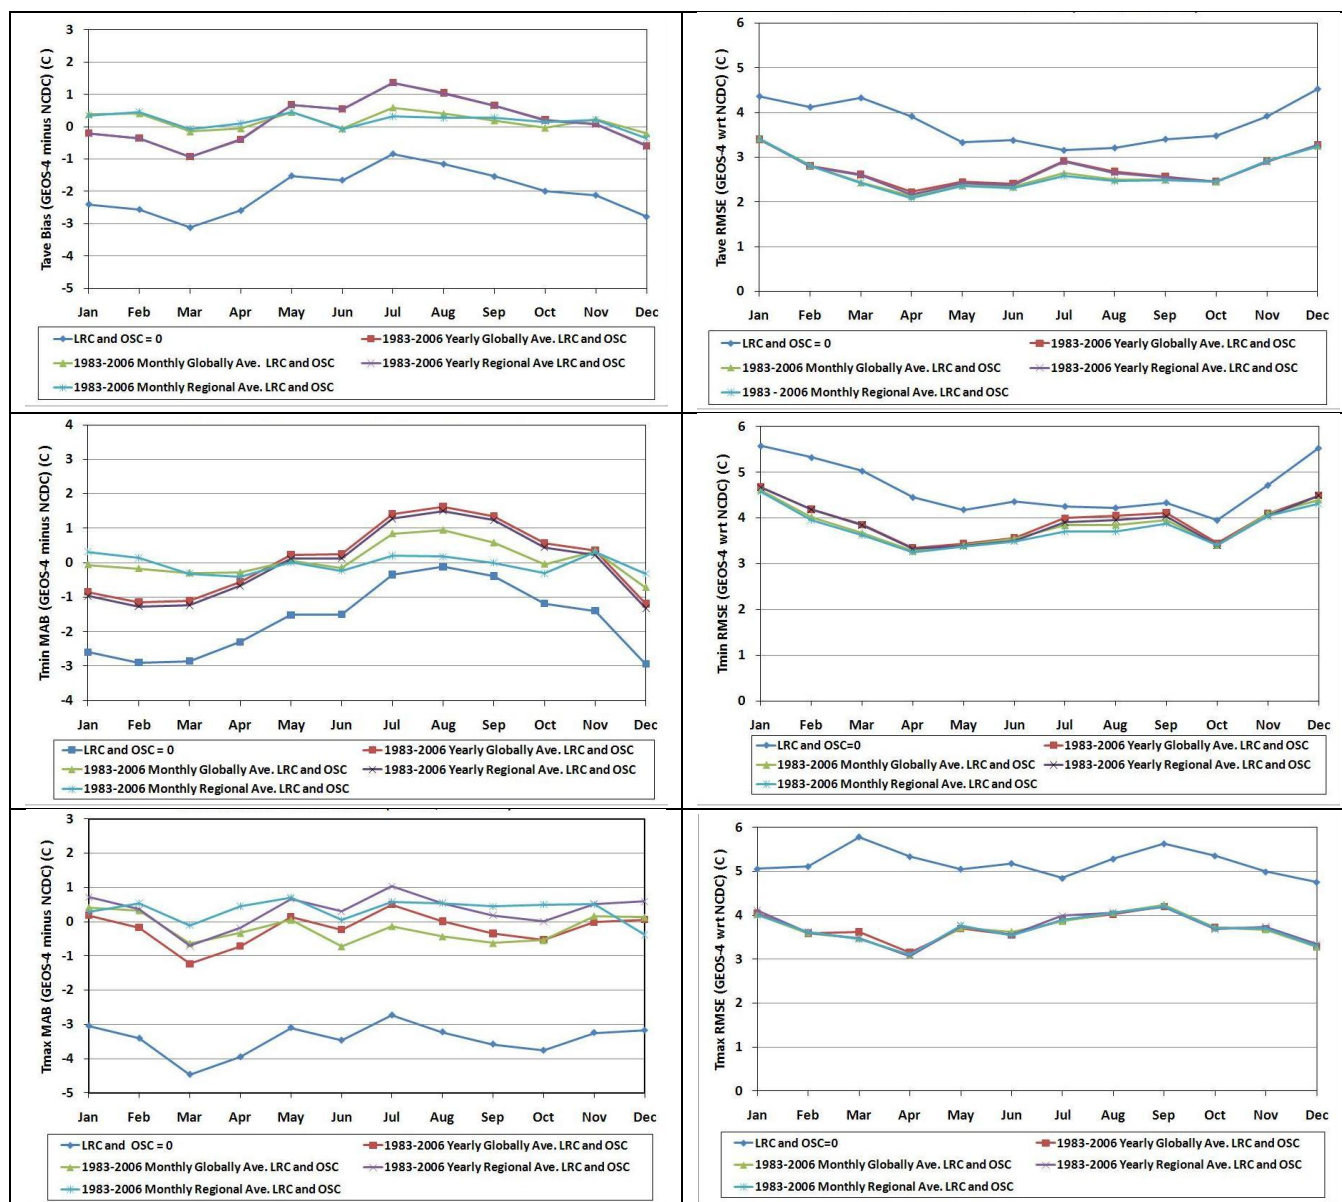 3
2
1
0
-1
-2
-3
-4
-5
Tave Bias (GEOS-4 minus NCDC) (C )
Jan Feb Mar Apr May Jun Jul Aug Sep Oct Nov Dec
LRC and OSC = 0 1983-2006 Yearly Globally Ave. LRC and OSC
1983-2006 Monthly Globally Ave. LRC and OSC 1983-2006 Yearly Regional Ave. LRC and OSC
1983-2006 Monthly Regional Ave. LRC and OSC
6
5
4
3
2
1
0
Tave RMSE (GEOS-4 wrt NCDC) (C )
Jan Feb Mar Apr May Jun Jul Aug Sep Oct Nov Dec
LRC and OSC = 0 1983-2006 Yearly Globally Ave. LRC and OSC
1983-2006 Monthly Globally Ave. LRC and OSC 1983-2006 Yearly Regional Ave. LRC and OSC
1983 - 2006 Monthly Regional Ave. LRC and OSC
4
3
2
1
0
-1
-2
-3
-4
Tmin MAB (GEOS-4 minus NCDC) (C )
Jan Feb Mar Apr May Jun Jul Aug Sep Oct Nov Dec
LRC and OSC = 0 1983-2006 Yearly Globally Ave. LRC and OSC
1983-2006 Monthly Globally Ave. LRC and OSC 1983-2006 Yearly Regional Ave. LRC and OSC
1983-2006 Monthly Regional Ave. LRC and OSC
6
5
4
3
2
1
0
Tmin RMSE (GEOS-4 wrt NCDC) (C )
Jan Feb Mar Apr May Jun Jul Aug Sep Oct Nov Dec
LRC and OSC=0 1983-2006 Yearly Globally Ave. LRC and OSC
1983-2006 Monthly Globally Ave. LRC and OSC 1983-2006 Yearly Regional Ave. LRC and OSC
1983-2006 Monthly Regional Ave. LRC and OSC
3
2
1
0
-1
-2
-3
-4
-5
Tmax MAB (GEOS-4 minus NCDC) (C )
Jan Feb Mar Apr May Jun Jul Aug Sep Oct Nov Dec
LRC and OSC = 0 1983-2006 Yearly Globally Ave. LRC and OSC
1983-2006 Monthly Globally Ave. LRC and OSC 1983-2006 Yearly Regional Ave. LRC and OSC
1983-2006 Monthly Regional Ave. LRC and OSC
6
5
4
3
2
1
0
Tmax RMSE (GEOS-4 wrt NCDC) (C )
Jan Feb Mar Apr May Jun Jul Aug Sep Oct Nov Dec
LRC and OSC=0 1983-2006 Yearly Globally Ave. LRC and OSC
1983-2006 Monthly Globally Ave. LRC and OSC 1983-2006 Yearly Regional Ave. LRC and OSC
1983-2006 Monthly Regional Ave. LRC and OSC